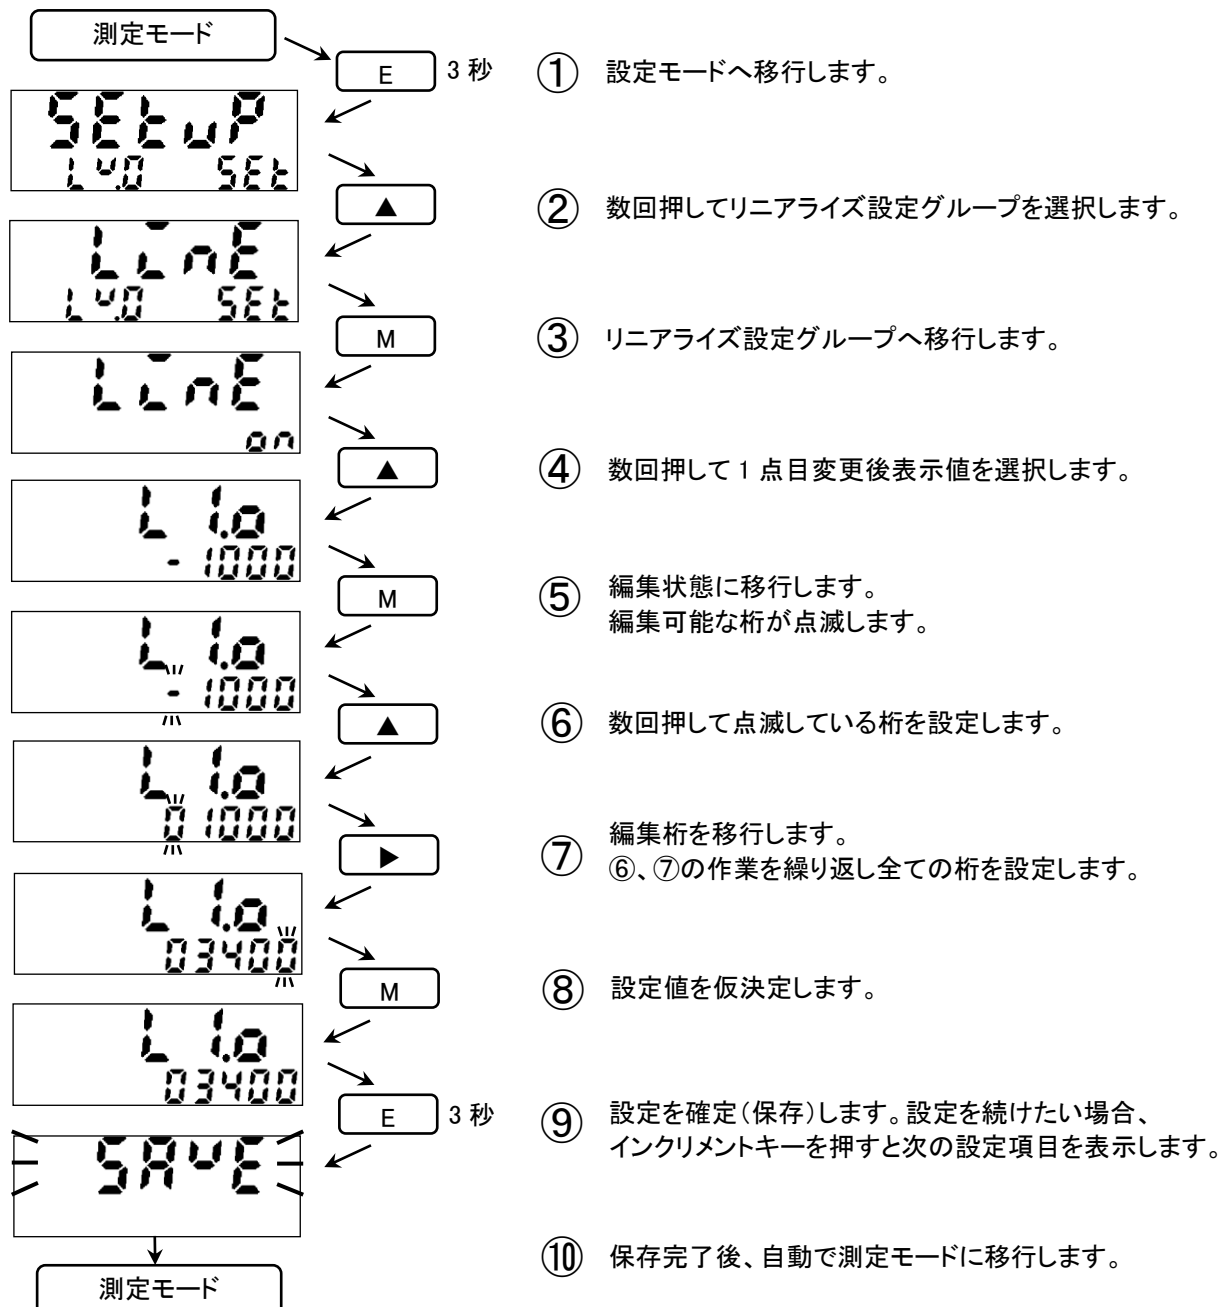 測定モード
E 3 秒 ① 設定モードへ移行します。
SEtuP
Lv.0 SEt
▲ ② 数回押してリニアライズ設定グループを選択します。
LinE
Lv.0 SEt
M ③ リニアライズ設定グループへ移行します。
LinE
on
▲ ④ 数回押して 1 点目変更後表示値を選択します。
L 1.o
- 1000
M ⑤ 編集状態に移行します。
編集可能な桁が点滅します。
L 1.o
- 1000
▲ ⑥ 数回押して点滅している桁を設定します。
L 1.o
0 1000
▶ ⑦ 編集桁を移行します。
⑥、⑦の作業を繰り返し全ての桁を設定します。
L 1.o
03400
M ⑧ 設定値を仮決定します。
L 1.o
03400
E 3 秒 ⑨ 設定を確定(保存)します。設定を続けたい場合、
インクリメントキーを押すと次の設定項目を表示します。
SAvE
⑩ 保存完了後、自動で測定モードに移行します。
測定モード